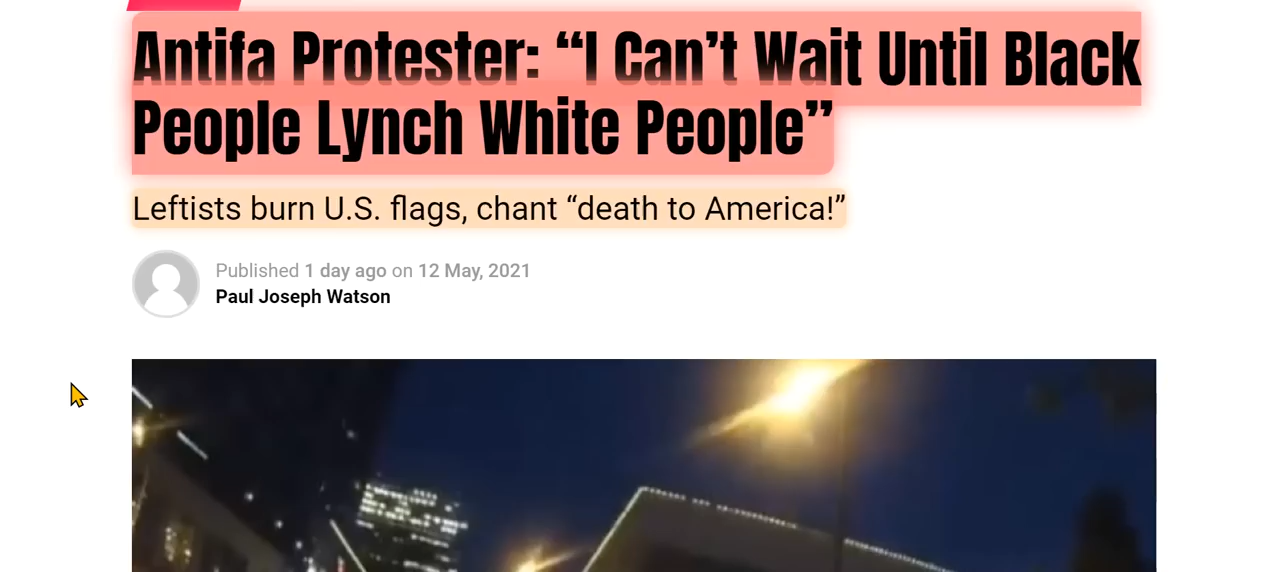 Antifa Protester: “I Can’t Wait Until Black
People Lynch White People”
Leftists burn U.S. flags, chant “death to America!”
Published 1 day ago on 12 May, 2021
Paul Joseph Watson